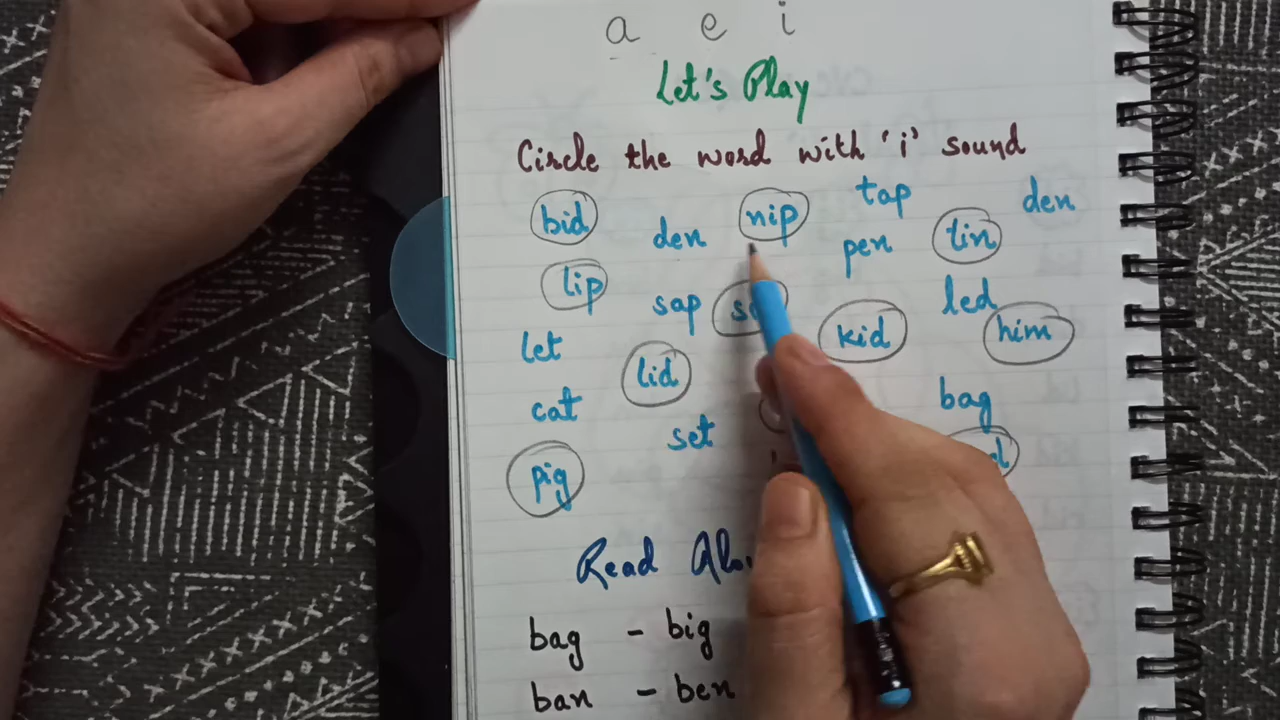 a e i
Let's Play
Circle the word with 'i' sound
bid den nip tap den
pen tin
lip sap led
let lid kid him
cat set bag
pig
Read
bag - big
ban - ben